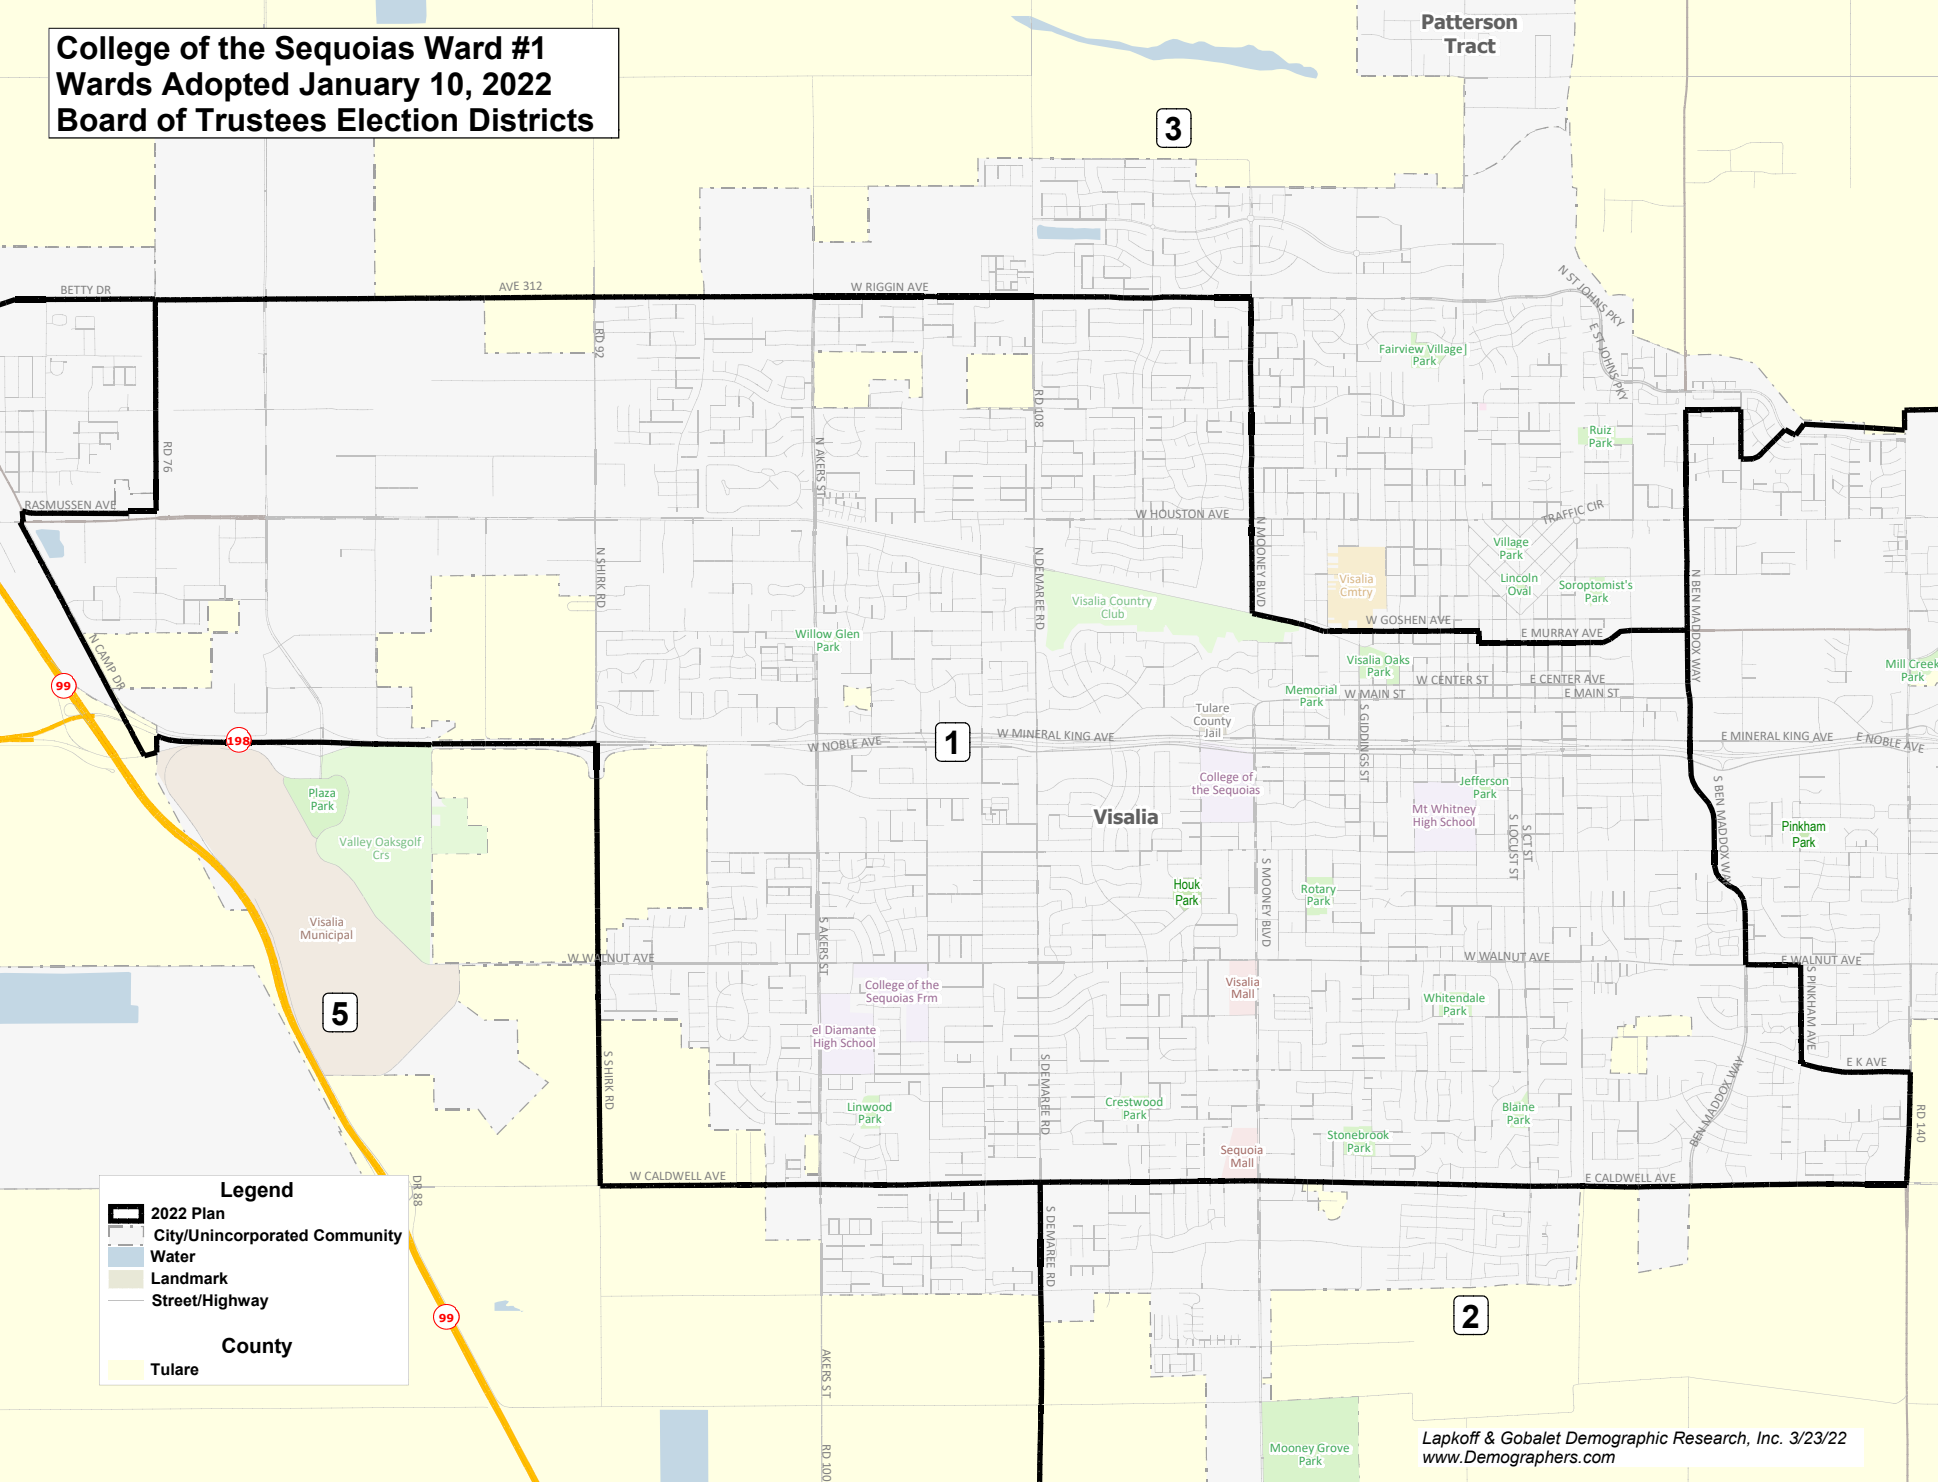 College of the Sequoias Ward #1
Wards Adopted January 10, 2022
Board of Trustees Election Districts
Patterson
Tract
3
BETTY DR
AVE 312
W RIGGIN AVE
N ST JOHNS PKY
E ST JOHNS PKY
RD 92
Fairview Village
Park
RD 108
RD 76
N AKERS ST
Ruiz
Park
RASMUSSEN AVE
W HOUSTON AVE
TRAFFIC CIR
N MOONEY BLVD
Village
Park
N SHIRK RD
N DEMAREE RD
Visalia
Cmtry
Lincoln
Oval
Soroptomist's
Park
N BEN MADDOX WAY
Visalia Country
Club
W GOSHEN AVE
E MURRAY AVE
Willow Glen
Park
N CAMP DR
Visalia Oaks
Park
Mill Creek
Park
99
W CENTER ST
E CENTER AVE
Memorial
Park
W MAIN ST
E MAIN ST
Tulare
County
Jail
S GIDDINGS ST
198
W NOBLE AVE
1
W MINERAL KING AVE
E MINERAL KING AVE
E NOBLE AVE
College of
the Sequoias
Jefferson
Park
S BEN MADDOX WAY
Plaza
Park
Mt Whitney
High School
Visalia
S LOCUST ST
S CT ST
Pinkham
Park
Valley Oaksgolf
Crs
S MOONEY BLVD
Houk
Park
Rotary
Park
Visalia
Municipal
S AKERS ST
W WALNUT AVE
W WALNUT AVE
E WALNUT AVE
College of the
Sequoias Frm
Visalia
Mall
Whitendale
Park
S PINKHAM AVE
5
el Diamante
High School
S SHIRK RD
S DEMAREE RD
E K AVE
BEN MADDOX WAY
Linwood
Park
Crestwood
Park
Blaine
Park
RD 140
Stonebrook
Park
Sequoia
Mall
W CALDWELL AVE
E CALDWELL AVE
DR 88
Legend
2022 Plan
City/Unincorporated Community
Water
Landmark
Street/Highway
County
Tulare
S DEMAREE RD
99
2
AKERS ST
RD 100
Mooney Grove
Park
Lapkoff & Gobalet Demographic Research, Inc. 3/23/22
www.Demographers.com